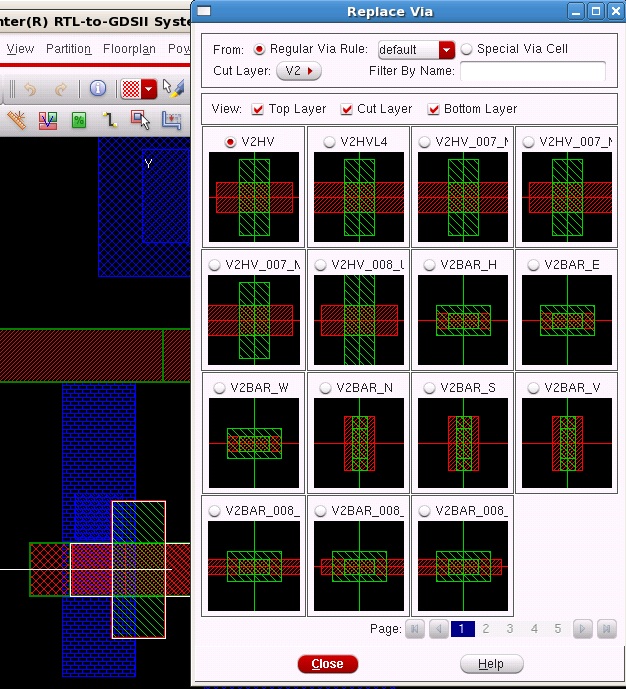 nter(R) RTL-to-GDSII Syste
Replace Via
View Partition Floorplan Pow
From: Regular Via Rule: default Special Via Cell
Cut Layer: V2 Filter By Name:
View: Top Layer Cut Layer Bottom Layer
V2HV V2HVL4 V2HV_007_N V2HV_007_N
Y
V2HV_007_N V2HV_008_L V2BAR_H V2BAR_E
V2BAR_W V2BAR_N V2BAR_S V2BAR_V
V2BAR_008_ V2BAR_008_ V2BAR_008_
Page: 1 2 3 4 5
Close Help